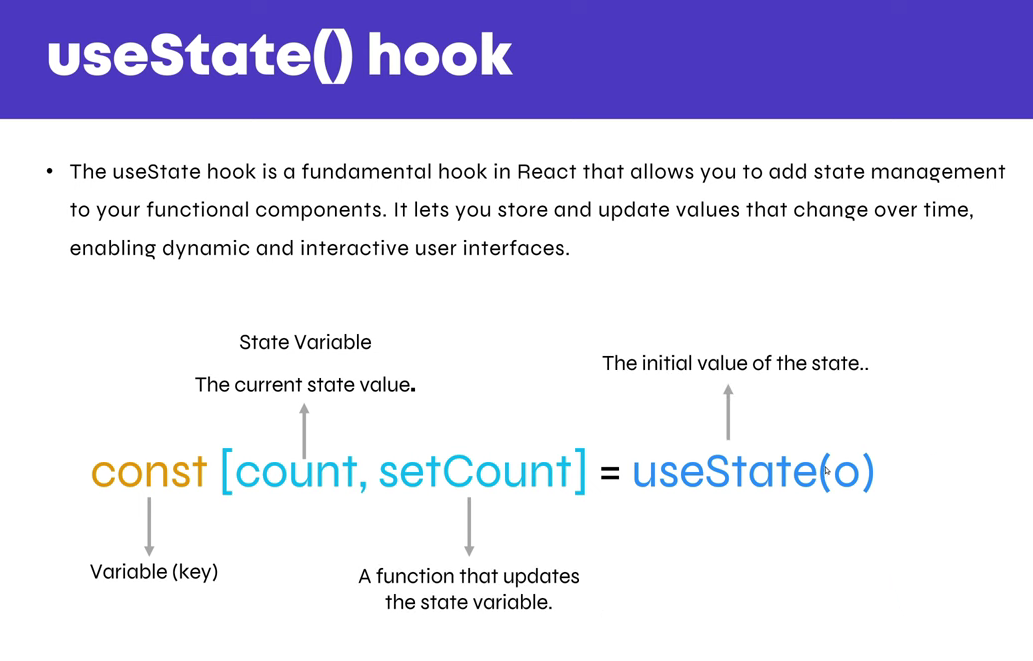 useState() hook
• The useState hook is a fundamental hook in React that allows you to add state management
to your functional components. It lets you store and update values that change over time,
enabling dynamic and interactive user interfaces.
State Variable
The current state value.
The initial value of the state..
const [count, setCount] = useState(o)
Variable (key)
A function that updates
the state variable.